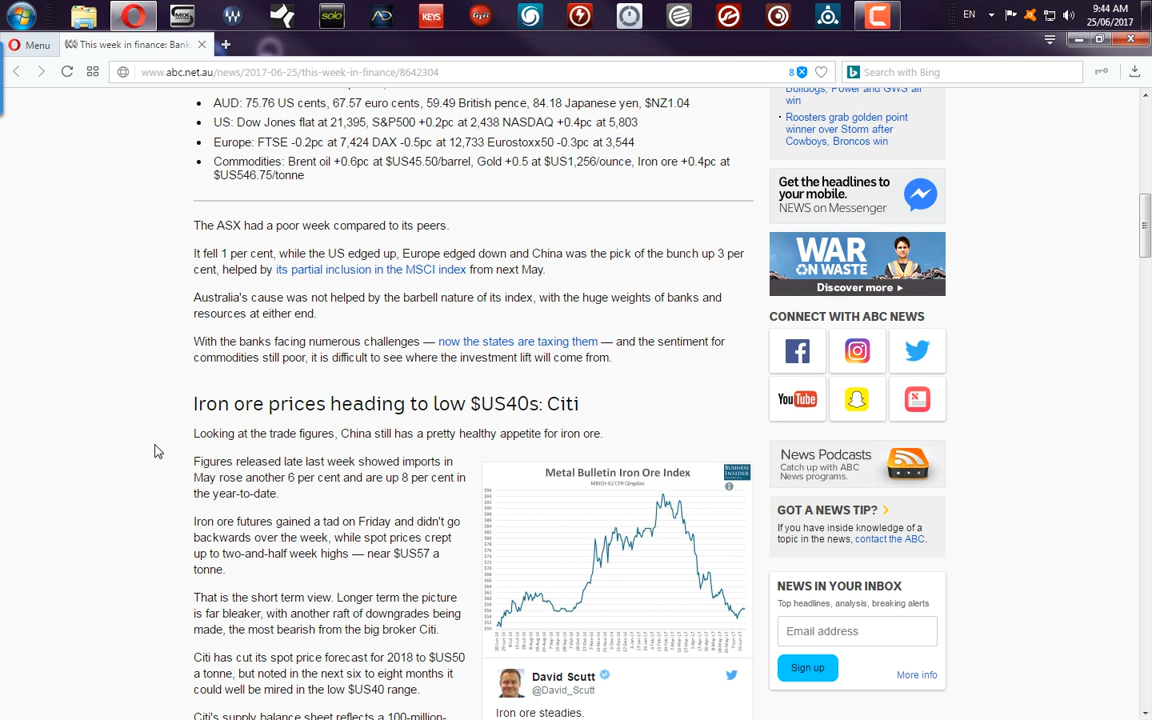 SOLO
KEYS
EN
9:44 AM
25/06/2017
Menu
This week in finance: Bank
www.abc.net.au/news/2017-06-25/this-week-in-finance/8642304
8
Search with Bing
AUD: 75.76 US cents, 67.57 euro cents, 59.49 British pence, 84.18 Japanese yen, $NZ1.04
US: Dow Jones flat at 21,395, S&P500 +0.2pc at 2,438 NASDAQ +0.4pc at 5,803
Europe: FTSE -0.2pc at 7,424 DAX -0.5pc at 12,733 Eurostoxx50 -0.3pc at 3,544
Commodities: Brent oil +0.6pc at $US45.50/barrel, Gold +0.5 at $US1,256/ounce, Iron ore +0.4pc at
$US546.75/tonne
The ASX had a poor week compared to its peers.
It fell 1 per cent, while the US edged up, Europe edged down and China was the pick of the bunch up 3 per
cent, helped by its partial inclusion in the MSCI index from next May.
Australia's cause was not helped by the barbell nature of its index, with the huge weights of banks and
resources at either end.
With the banks facing numerous challenges — now the states are taxing them — and the sentiment for
commodities still poor, it is difficult to see where the investment lift will come from.
Iron ore prices heading to low $US40s: Citi
Looking at the trade figures, China still has a pretty healthy appetite for iron ore.
Figures released late last week showed imports in
May rose another 6 per cent and are up 8 per cent in
the year-to-date.
Iron ore futures gained a tad on Friday and didn't go
backwards over the week, while spot prices crept
up to two-and-half week highs — near $US57 a
tonne.
That is the short term view. Longer term the picture
is far bleaker, with another raft of downgrades being
made, the most bearish from the big broker Citi.
Citi has cut its spot price forecast for 2018 to $US50
a tonne, but noted in the next six to eight months it
could well be mired in the low $US40 range.
Citi's supply balance sheet reflects a 100-million-
Metal Bulletin Iron Ore Index
MBIOI-62 CFR Qingdao
BUSINESS
INSIDER
David Scutt
@David_Scutt
Iron ore steadies.
Bulldogs, Power and GWS all
win
Roosters grab golden point
winner over Storm after
Cowboys, Broncos win
Get the headlines to
your mobile.
NEWS on Messenger
WAR
ON WASTE
Discover more ►
CONNECT WITH ABC NEWS
YouTube
News Podcasts
Catch up with ABC
News programs.
GOT A NEWS TIP?
If you have inside knowledge of a
topic in the news, contact the ABC.
NEWS IN YOUR INBOX
Top headlines, analysis, breaking alerts
Email address
Sign up
More info